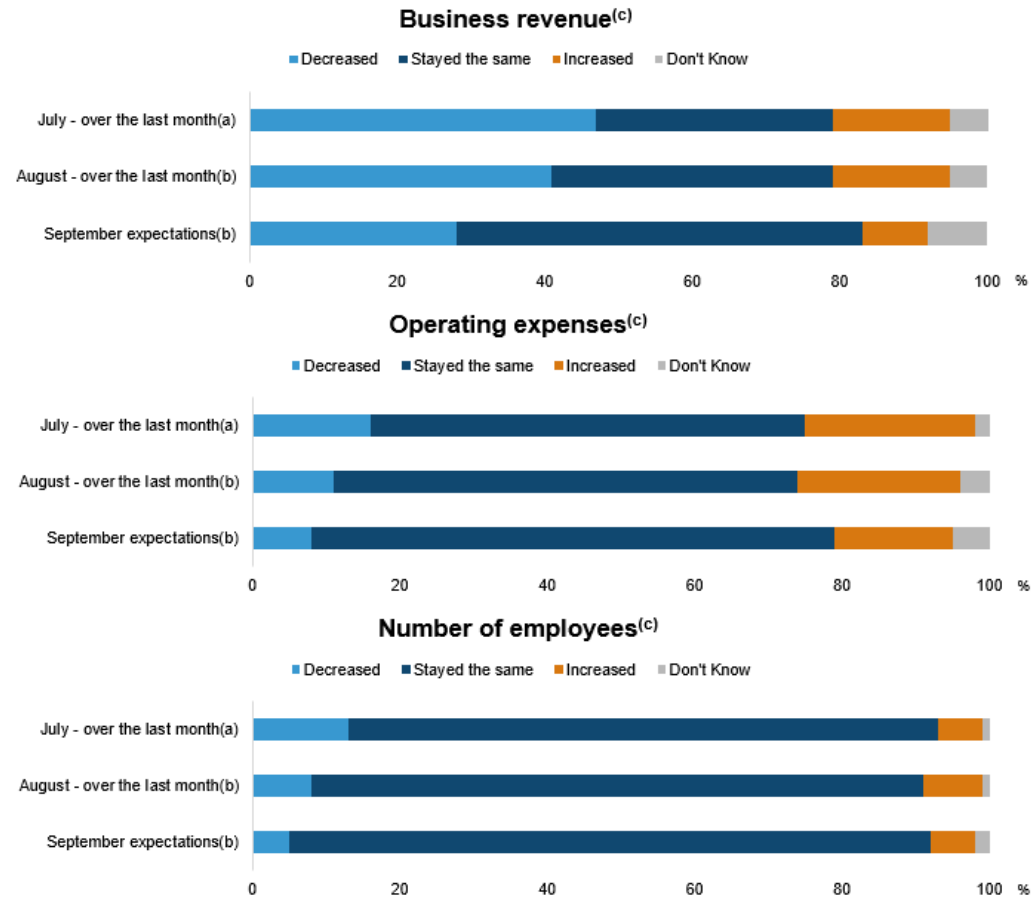 Business revenue(c)
Decreased Stayed the same Increased Don't Know
July - over the last month(a)
August - over the last month(b)
September expectations(b)
0 20 40 60 80 100 %
Operating expenses(c)
Decreased Stayed the same Increased Don't Know
July - over the last month(a)
August - over the last month(b)
September expectations(b)
0 20 40 60 80 100 %
Number of employees(c)
Decreased Stayed the same Increased Don't Know
July - over the last month(a)
August - over the last month(b)
September expectations(b)
0 20 40 60 80 100 %